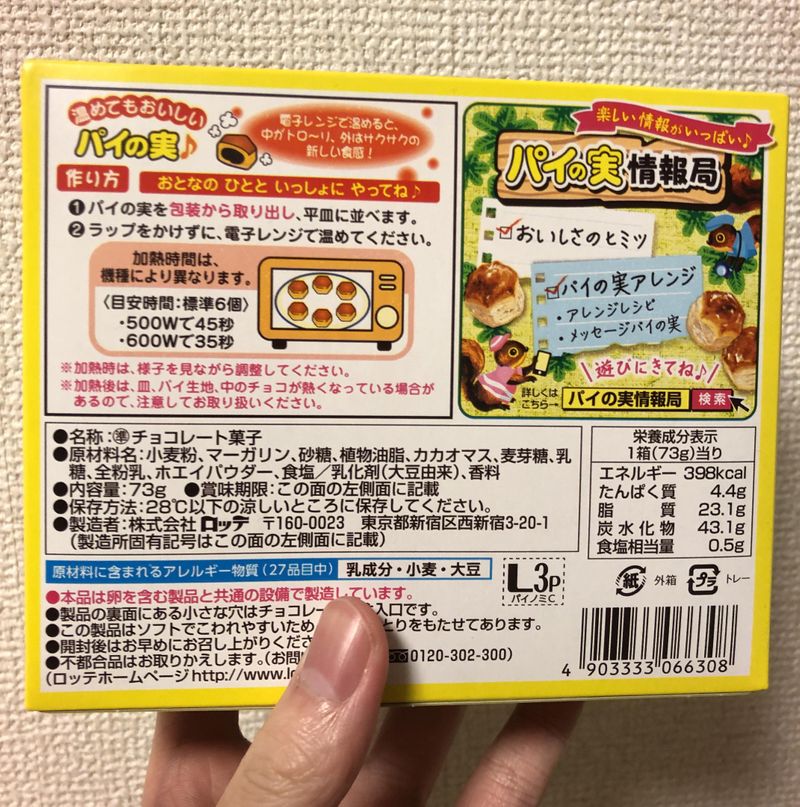 温めてもおいしい
パイの実♪
電子レンジで温めると、
中がトロ〜リ、外はサクサクの
新しい食感!
作り方
おとなの ひとと いっしょに やってね♪
❶パイの実を包装から取り出し、平皿に並べます。
❷ラップをかけずに、電子レンジで温めてください。
加熱時間は、
機種により異なります。
〈目安時間:標準6個〉
・500Wで45秒
・600Wで35秒
※加熱時は、様子を見ながら調整してください。
※加熱後は、皿、パイ生地、中のチョコが熱くなっている場合が
あるので、注意してお取り扱いください。
楽しい情報がいっぱい♪
パイの実 情報局
おいしさのヒミツ
パイの実アレンジ
・アレンジレシピ
・メッセージパイの実
遊びにきてね♪
詳しくは
こちら→
パイの実情報局 検索
●名称:準チョコレート菓子
●原材料名:小麦粉、マーガリン、砂糖、植物油脂、カカオマス、麦芽糖、乳
糖、全粉乳、ホエイパウダー、食塩/乳化剤(大豆由来)、香料
●内容量:73g ●賞味期限:この面の左側面に記載
●保存方法:28℃以下の涼しいところに保存してください。
●製造者:株式会社 ロッテ 〒160-0023 東京都新宿区西新宿3-20-1
(製造所固有記号はこの面の左側面に記載)
栄養成分表示
1箱(73g)当り
エネルギー 398kcal
たんぱく質 4.4g
脂質 23.1g
炭水化物 43.1g
食塩相当量 0.5g
原材料に含まれるアレルギー物質(27品目中) 乳成分・小麦・大豆
L3p
パイノミC
紙 外箱 プラ トレー
●本品は卵を含む製品と共通の設備で製造しています。
●製品の裏面にある小さな穴はチョコレー 入口です。
●この製品はソフトでこわれやすいため とりをもたせてあります。
●開封後はお早めにお召し上がりくださ
●不都合品はお取りかえします。(お問 0120-302-300)
(ロッテホームページhttp://www.l
4 903333 066308